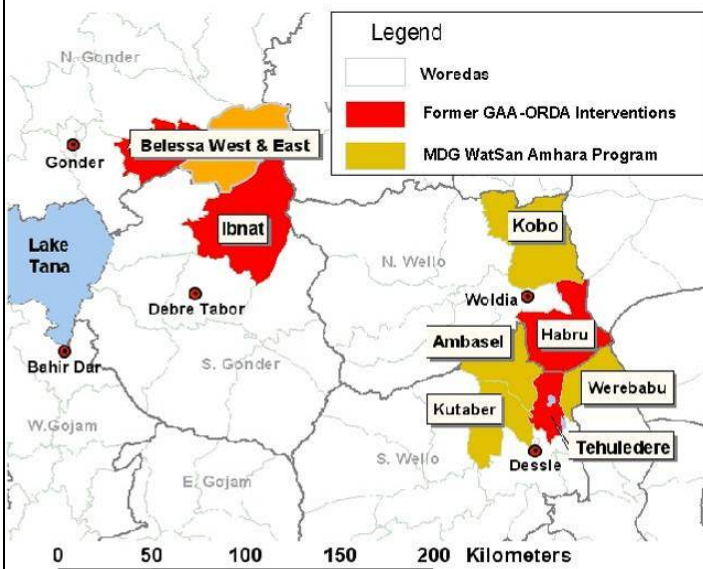 Legend
Woredas
Former GAA-ORDA Interventions
MDG WatSan Amhara Program
N. Gonder
Gonder
Belessa West & East
Ibnat
Lake
Tana
Debre Tabor
Bahir Dar
S. Gonder
W.Gojam
E. Gojam
Kobo
N. Wello
Woldia
Habru
Ambasel
Werebabu
Kutaber
Tehuledere
S. Wello
Dessie
0 50 100 150 200 Kilometers